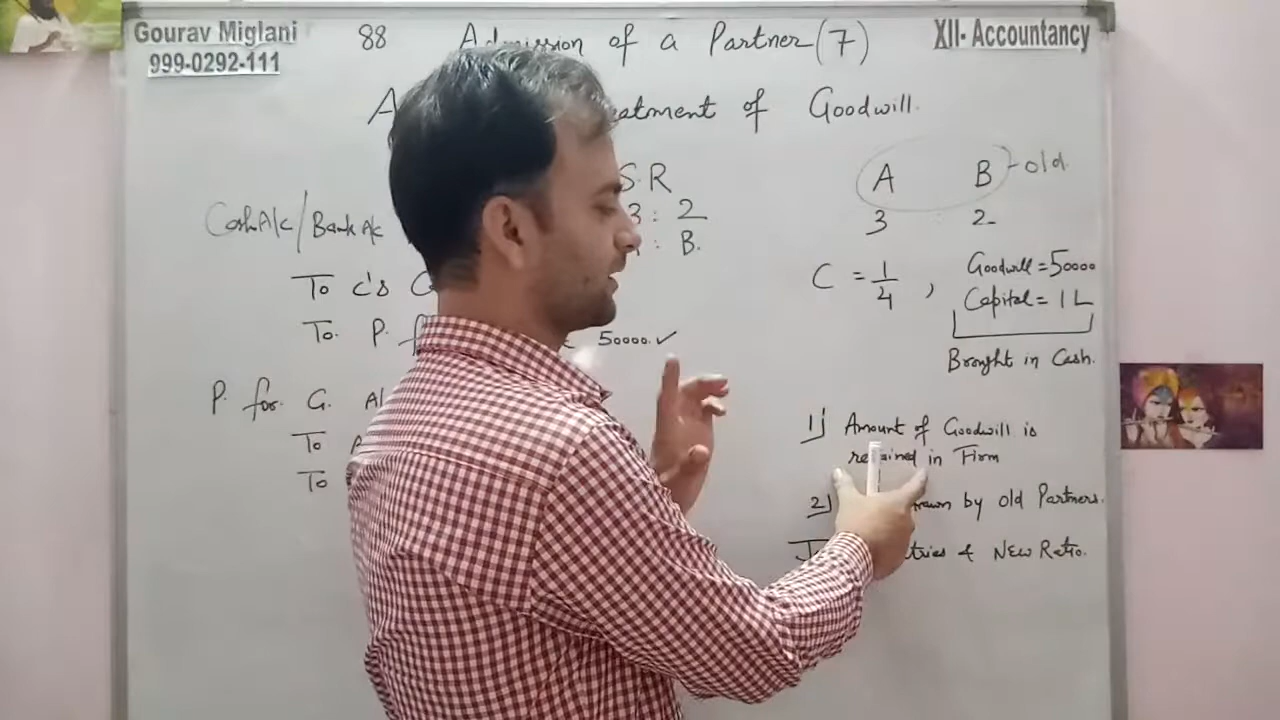 Gourav Miglani
999-0292-111
88 Admission of a Partner (7)
XII- Accountancy
Treatment of Goodwill.
S.R
3 : 2
: B.
Cash A/c / Bank A/c
To C's
To P. f
50000. ✓
P. for G.
To
To
A B - old
3 : 2
C = 1/4 , Goodwill = 50000
Capital = 1 L
Brought in Cash.
1) Amount of Goodwill is
retained in Firm
2) by old Partners.
& New Ratio.